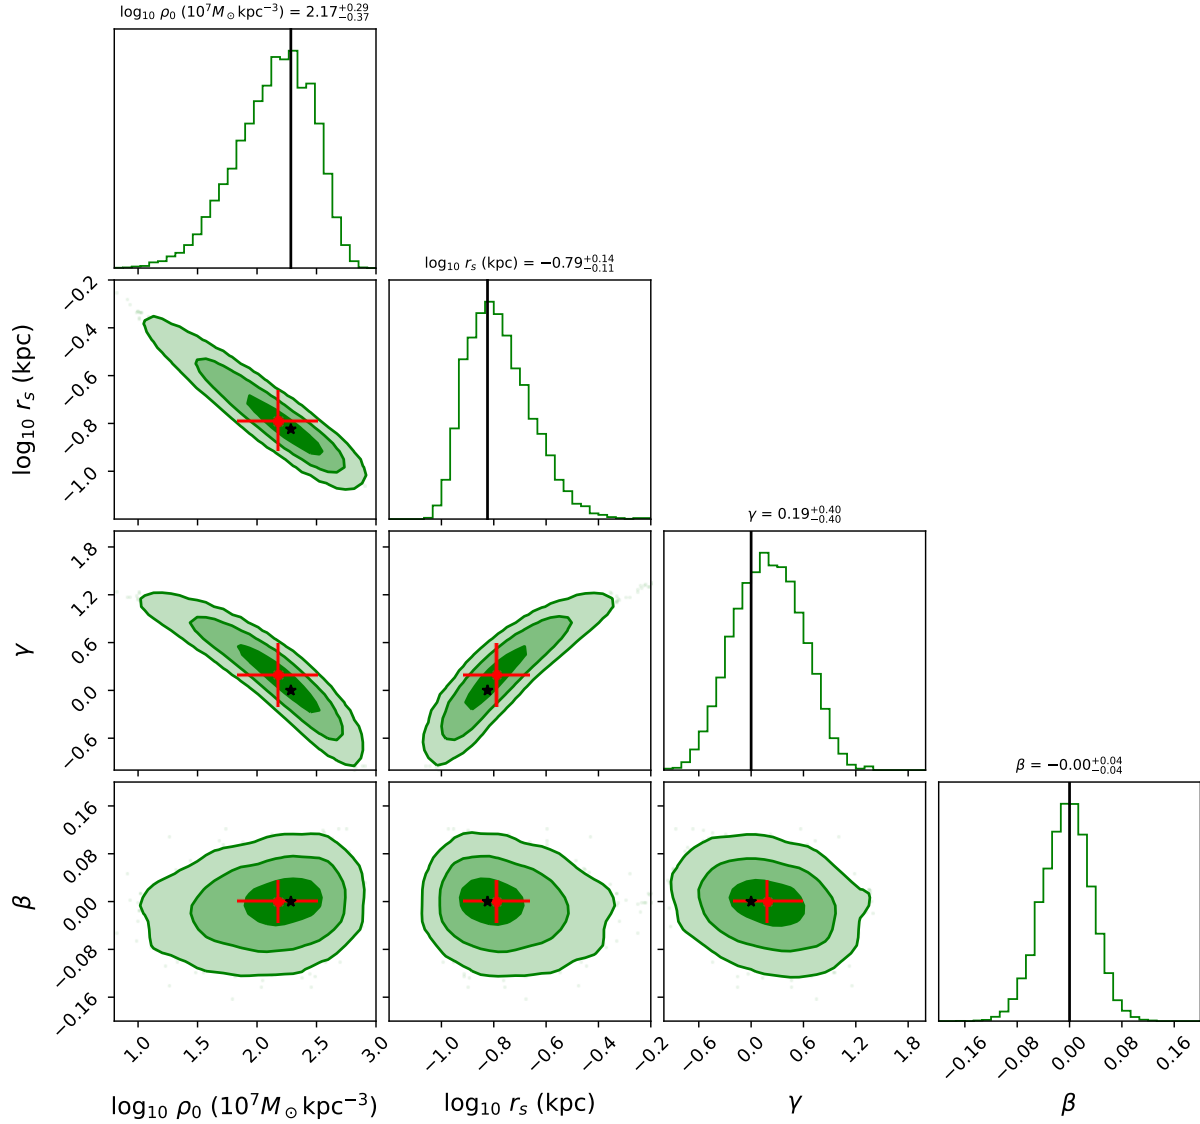 log₁₀ ρ₀ (10⁷M☉kpc⁻³) = 2.17+0.29−0.37
log₁₀ rₛ (kpc) = −0.79+0.14−0.11
γ = 0.19+0.40−0.40
β = −0.00+0.04−0.04
−0.2
−0.4
−0.6
−0.8
−1.0
log₁₀ rₛ (kpc)
1.8
1.2
0.6
0.0
−0.6
γ
0.16
0.08
0.00
−0.08
−0.16
β
1.0 1.5 2.0 2.5 3.0
−1.0 −0.8 −0.6 −0.4 −0.2
−0.6 0.0 0.6 1.2 1.8
−0.16 −0.08 0.00 0.08 0.16
log₁₀ ρ₀ (10⁷M☉kpc⁻³)
log₁₀ rₛ (kpc)
γ
β